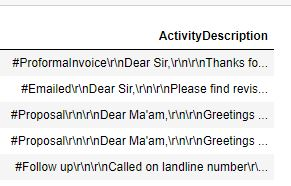 ActivityDescription
#ProformaInvoice\r\nDear Sir,\r\n\r\nThanks fo...
#Emailed\r\nDear Sir,\r\n\r\nPlease find revis...
#Proposal\r\n\r\nDear Ma'am,\r\nGreetings ...
#Proposal\r\n\r\nDear Ma'am,\r\nGreetings ...
#Follow up\r\n\r\nCalled on landline number\r\...